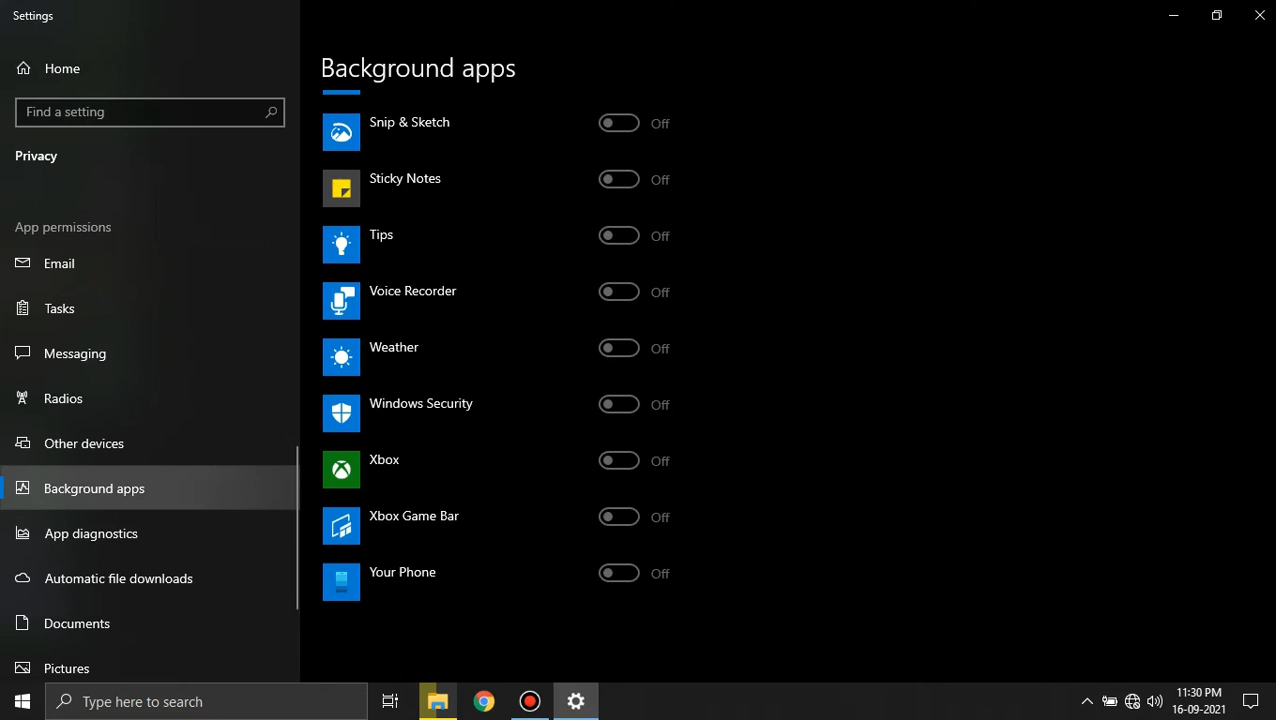 Settings
Home
Find a setting
Privacy
App permissions
Email
Tasks
Messaging
Radios
Other devices
Background apps
App diagnostics
Automatic file downloads
Documents
Pictures
Background apps
Snip & Sketch Off
Sticky Notes Off
Tips Off
Voice Recorder Off
Weather Off
Windows Security Off
Xbox Off
Xbox Game Bar Off
Your Phone Off
Type here to search
11:30 PM
16-09-2021